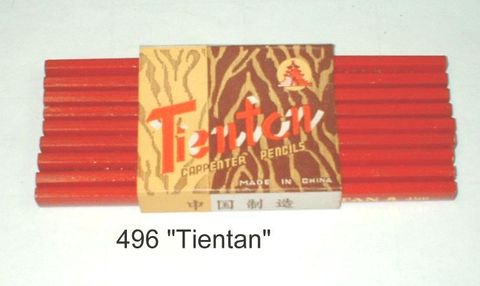 Tientan
CARPENTER PENCILS
MADE IN CHINA
中国制造
496 "Tientan"